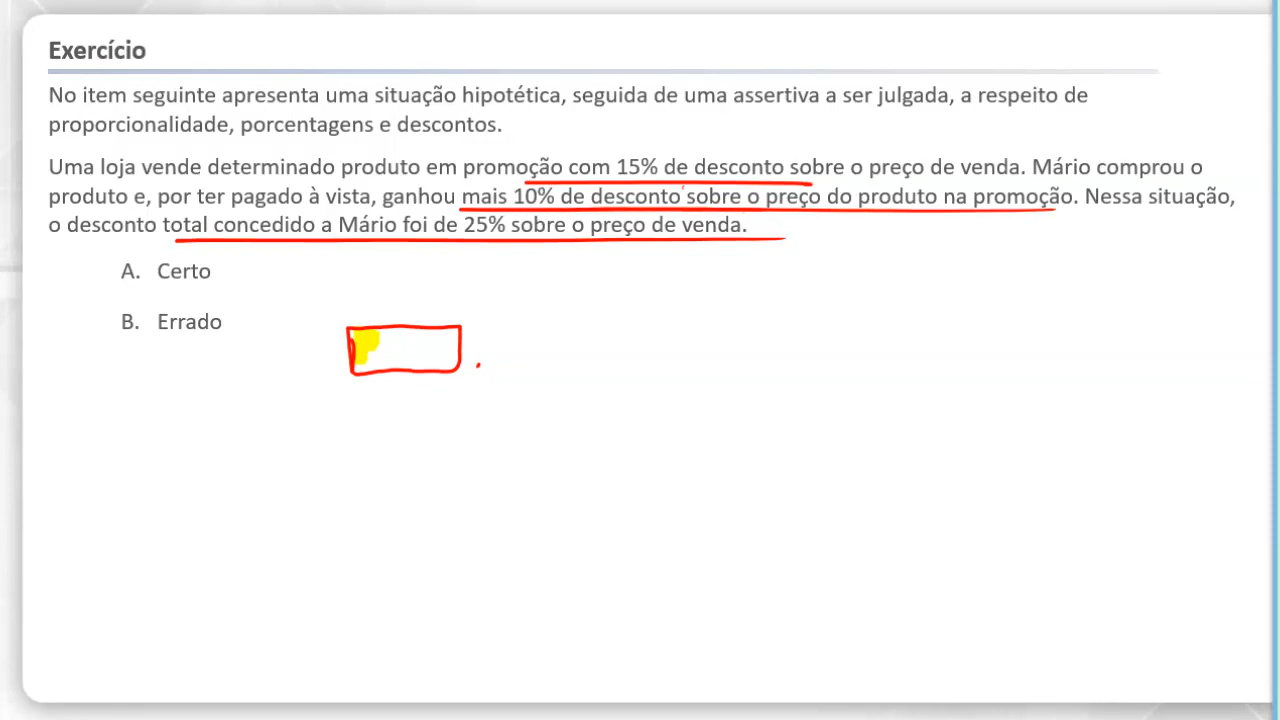 Exercício
No item seguinte apresenta uma situação hipotética, seguida de uma assertiva a ser julgada, a respeito de
proporcionalidade, porcentagens e descontos.
Uma loja vende determinado produto em promoção com 15% de desconto sobre o preço de venda. Mário comprou o
produto e, por ter pagado à vista, ganhou mais 10% de desconto sobre o preço do produto na promoção. Nessa situação,
o desconto total concedido a Mário foi de 25% sobre o preço de venda.
A. Certo
B. Errado